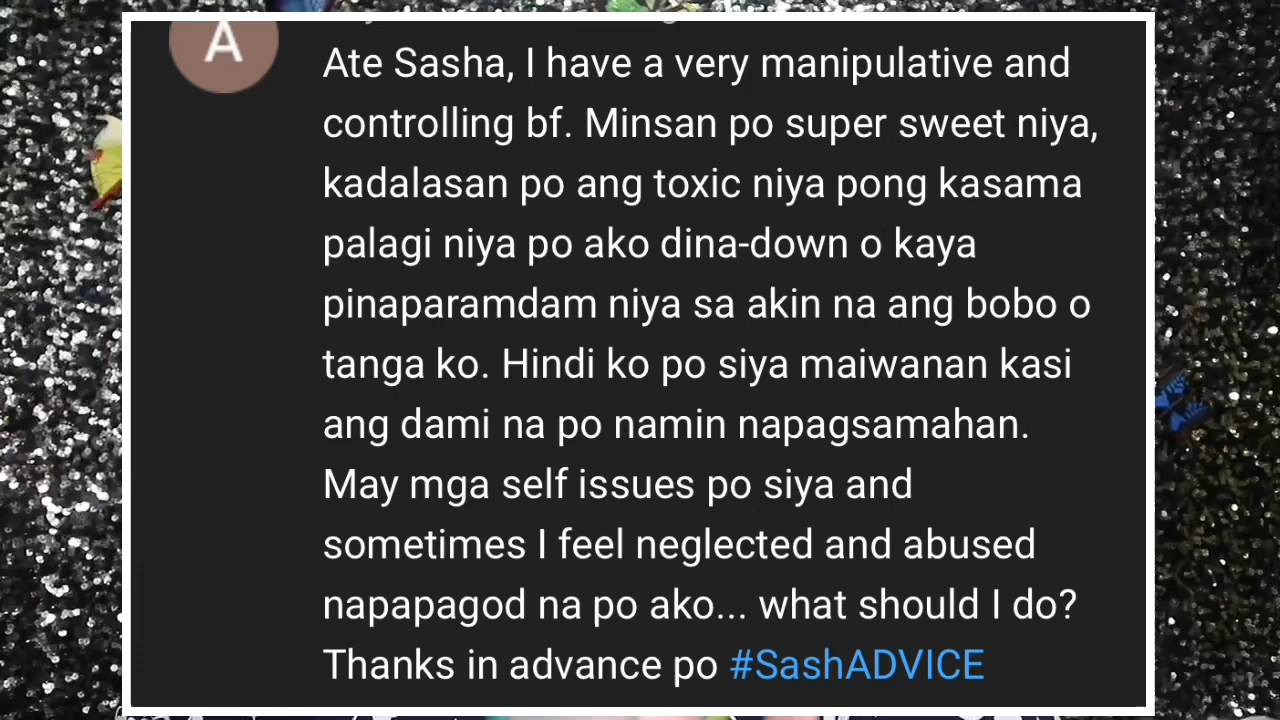 A
Ate Sasha, I have a very manipulative and
controlling bf. Minsan po super sweet niya,
kadalasan po ang toxic niya pong kasama
palagi niya po ako dina-down o kaya
pinaparamdam niya sa akin na ang bobo o
tanga ko. Hindi ko po siya maiwanan kasi
ang dami na po namin napagsamahan.
May mga self issues po siya and
sometimes I feel neglected and abused
napapagod na po ako... what should I do?
Thanks in advance po #SashADVICE